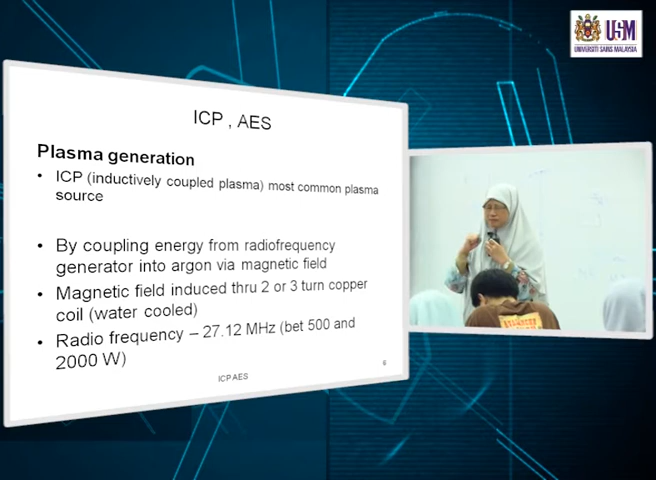 USM
UNIVERSITI SAINS MALAYSIA
ICP , AES
Plasma generation
• ICP (inductively coupled plasma) most common plasma
source
• By coupling energy from radiofrequency
generator into argon via magnetic field
• Magnetic field induced thru 2 or 3 turn copper
coil (water cooled)
• Radio frequency – 27.12 MHz (bet 500 and
2000 W)
ICP AES
6